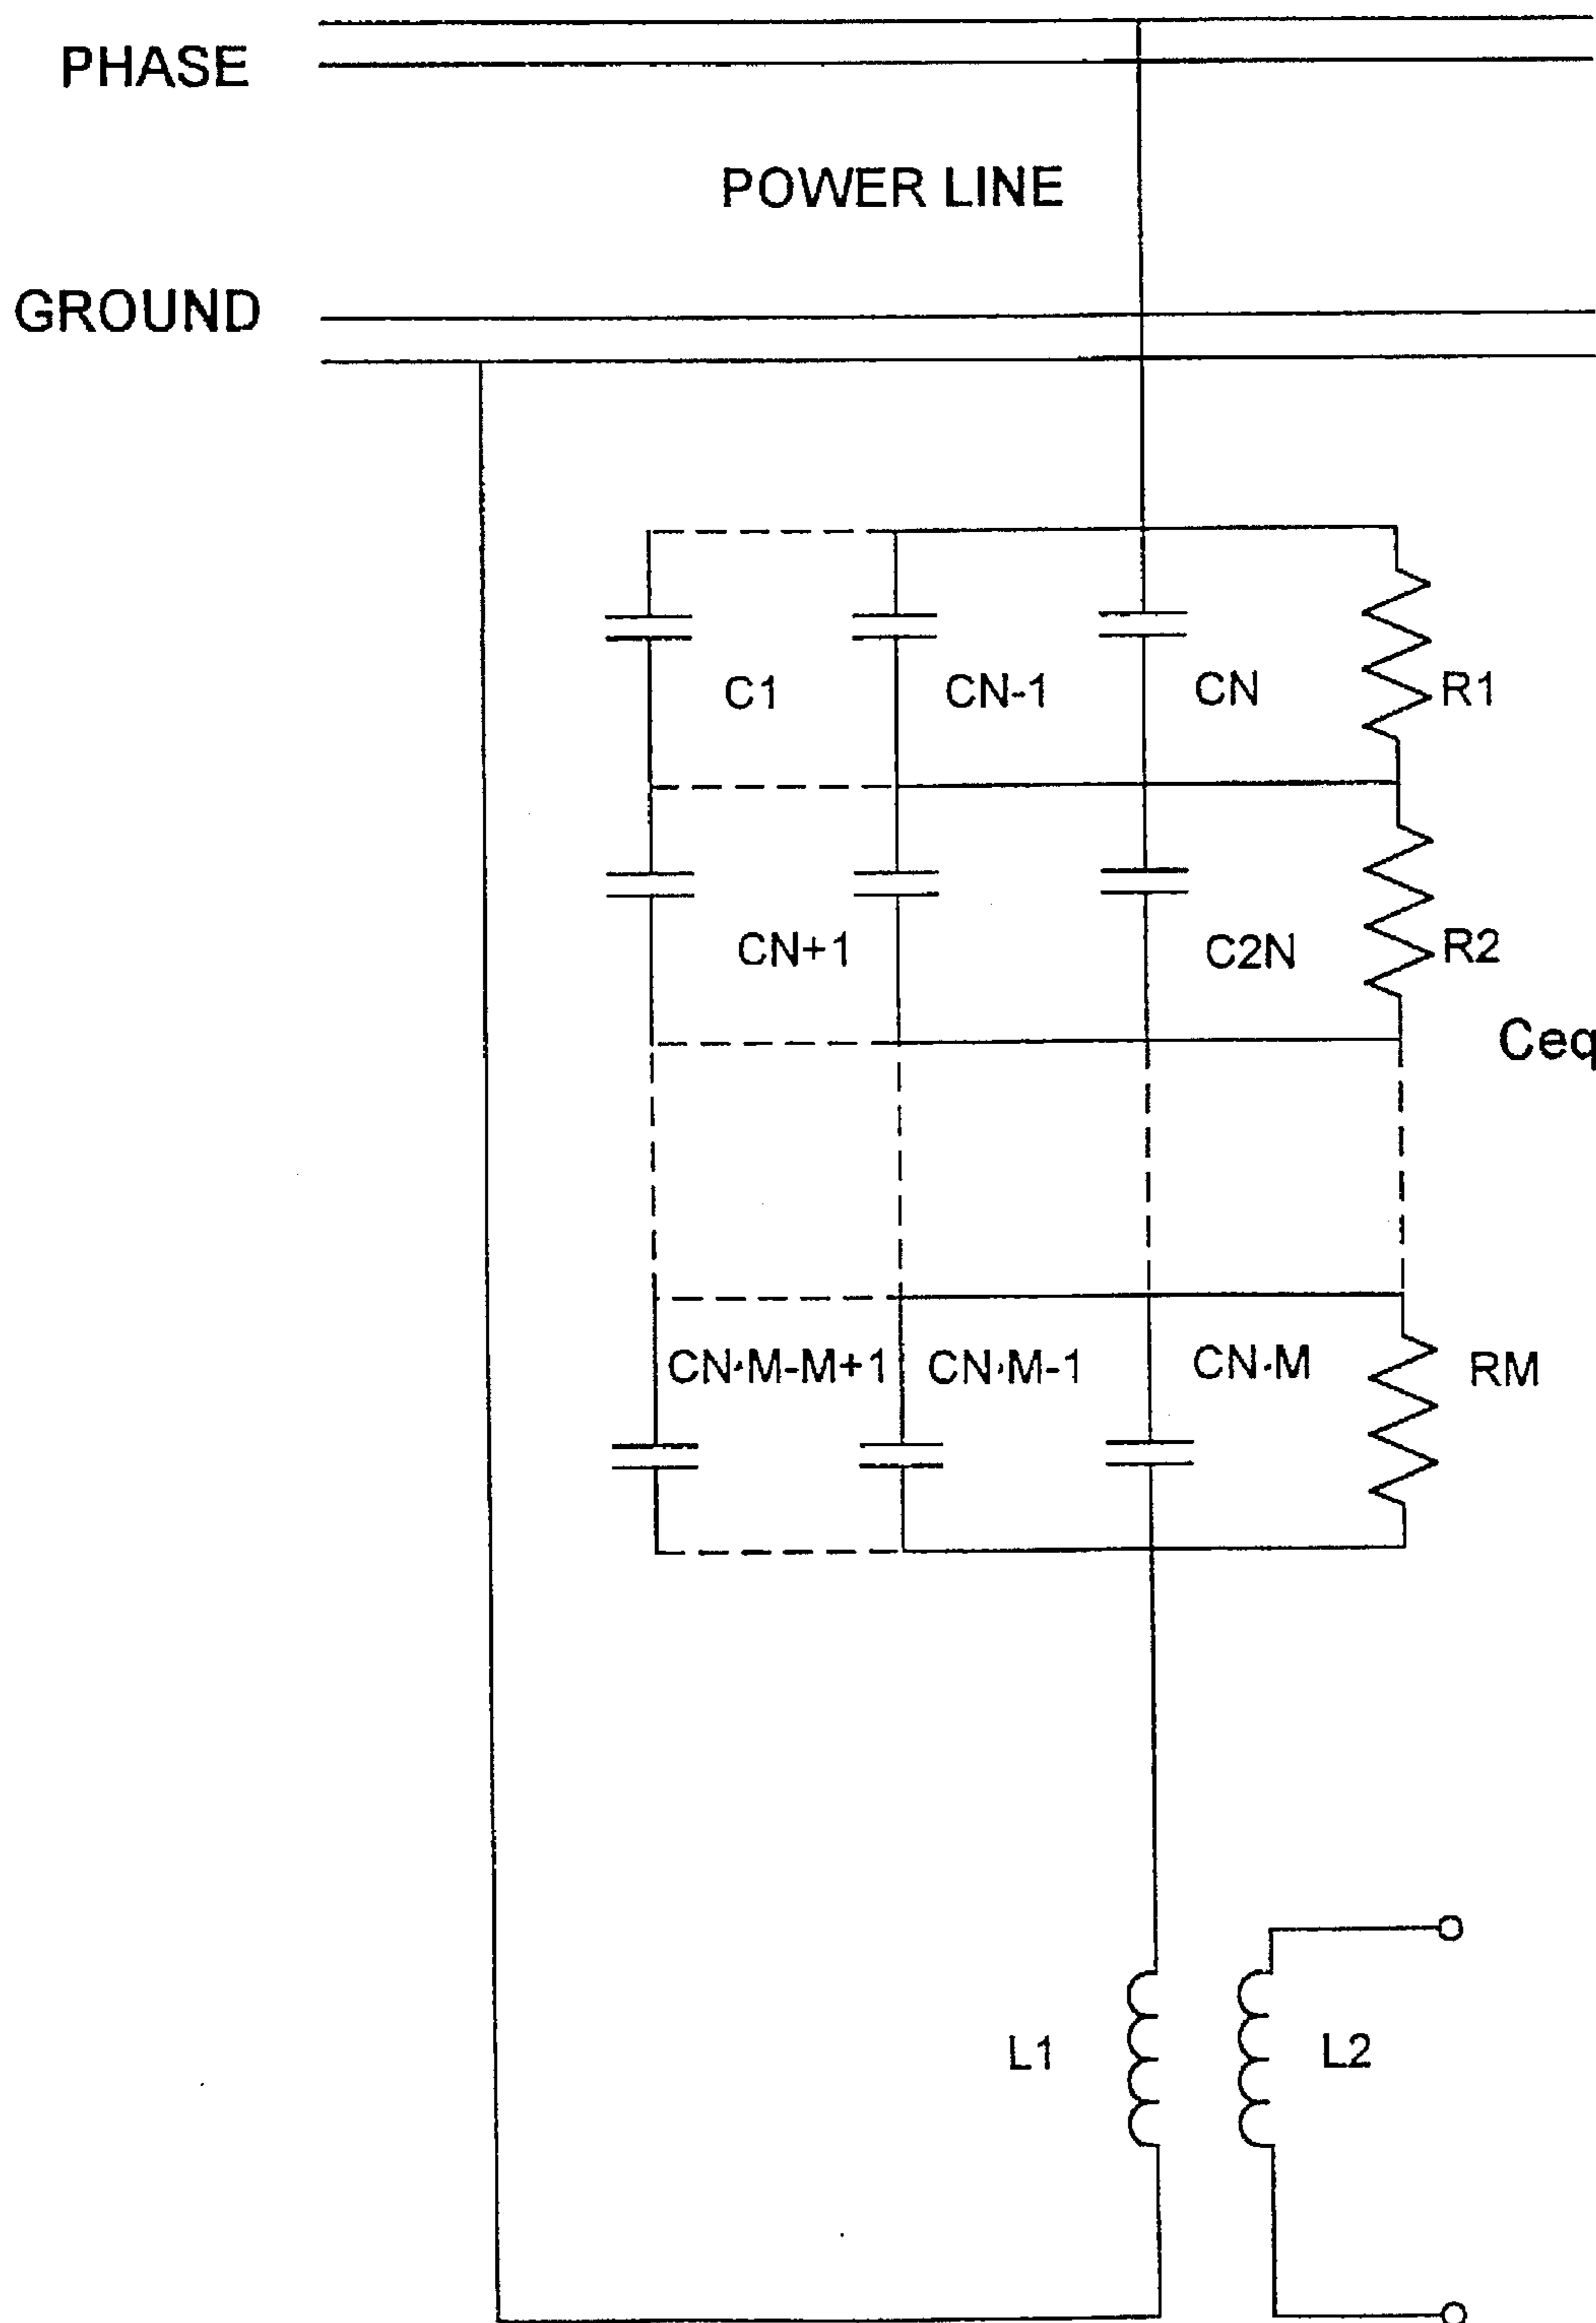 PHASE
POWER LINE
GROUND
C1 CN-1 CN R1
CN+1 C2N R2
Ceq
CN·M-M+1 CN·M-1 CN·M RM
L1 L2